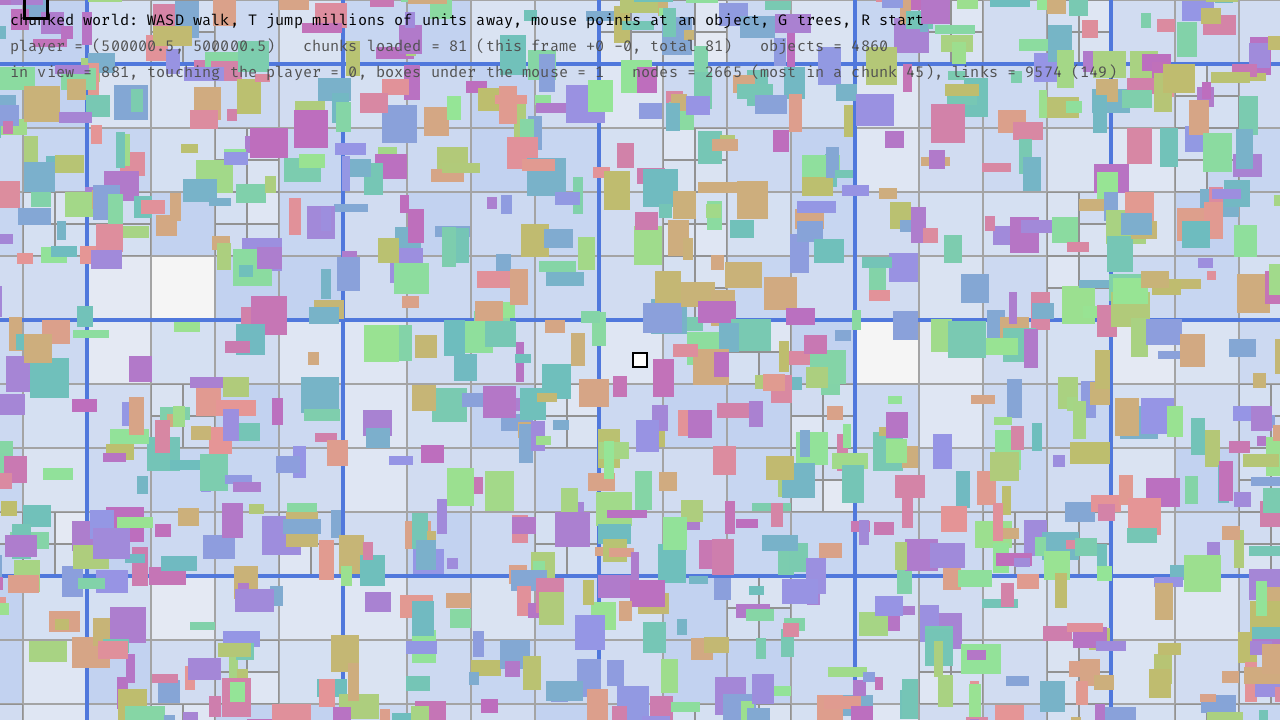 chunked world: WASD walk, T jump millions of units away, mouse points at an object, G trees, R start
player = (500000.5, 500000.5)   chunks loaded = 81 (this frame +0 -0, total 81)   objects = 4860
in view = 881, touching the player = 0, boxes under the mouse = 1   nodes = 2665 (most in a chunk 45), links = 9574 (149)